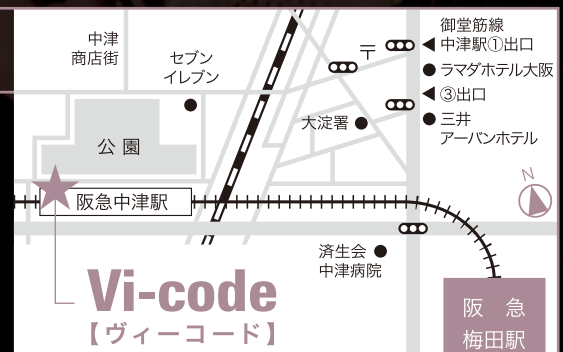 中津
商店街
セブン
イレブン
〒
御堂筋線
中津駅①出口
ラマダホテル大阪
③出口
三井
アーバンホテル
大淀署
公園
阪急中津駅
N
済生会
中津病院
Vi-code
【ヴィーコード】
阪急
梅田駅